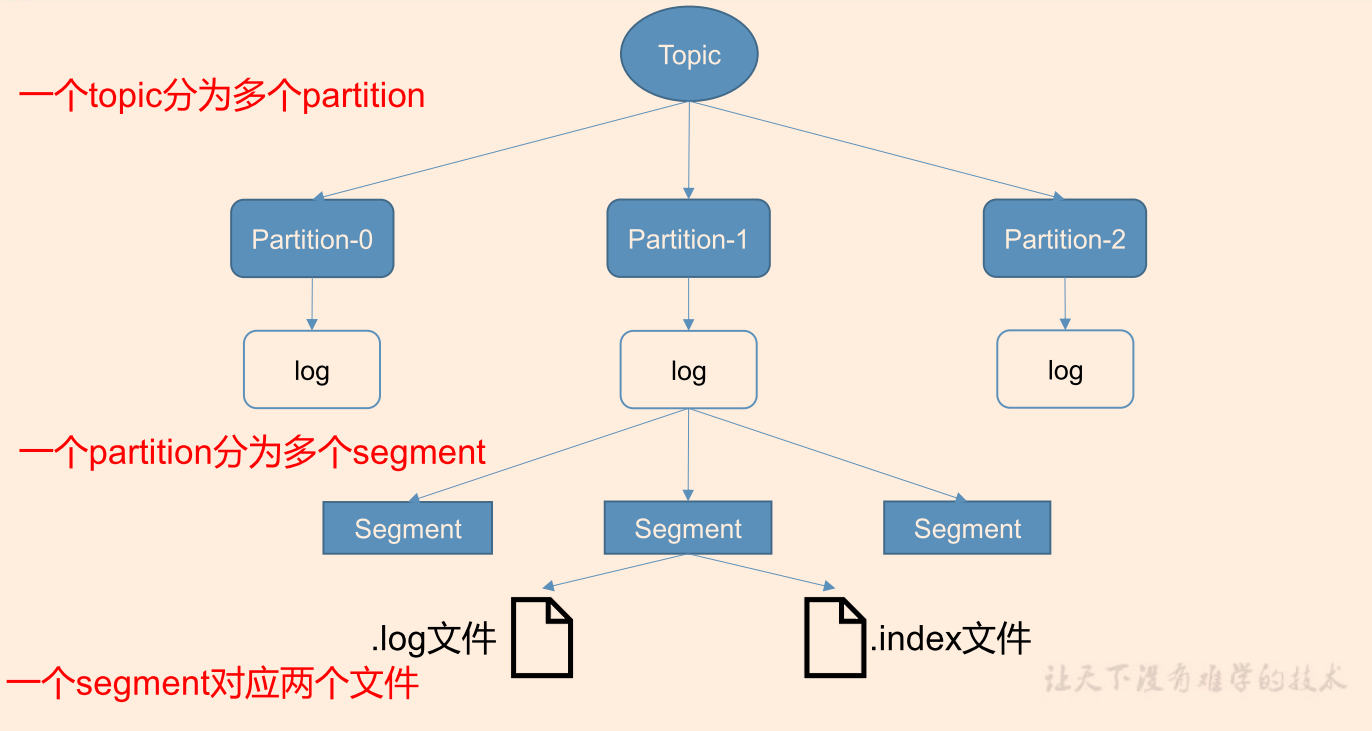 Topic
一个topic分为多个partition
Partition-0
Partition-1
Partition-2
log
log
log
一个partition分为多个segment
Segment
Segment
Segment
.log文件
.index文件
一个segment对应两个文件
让天下没有难学的技术